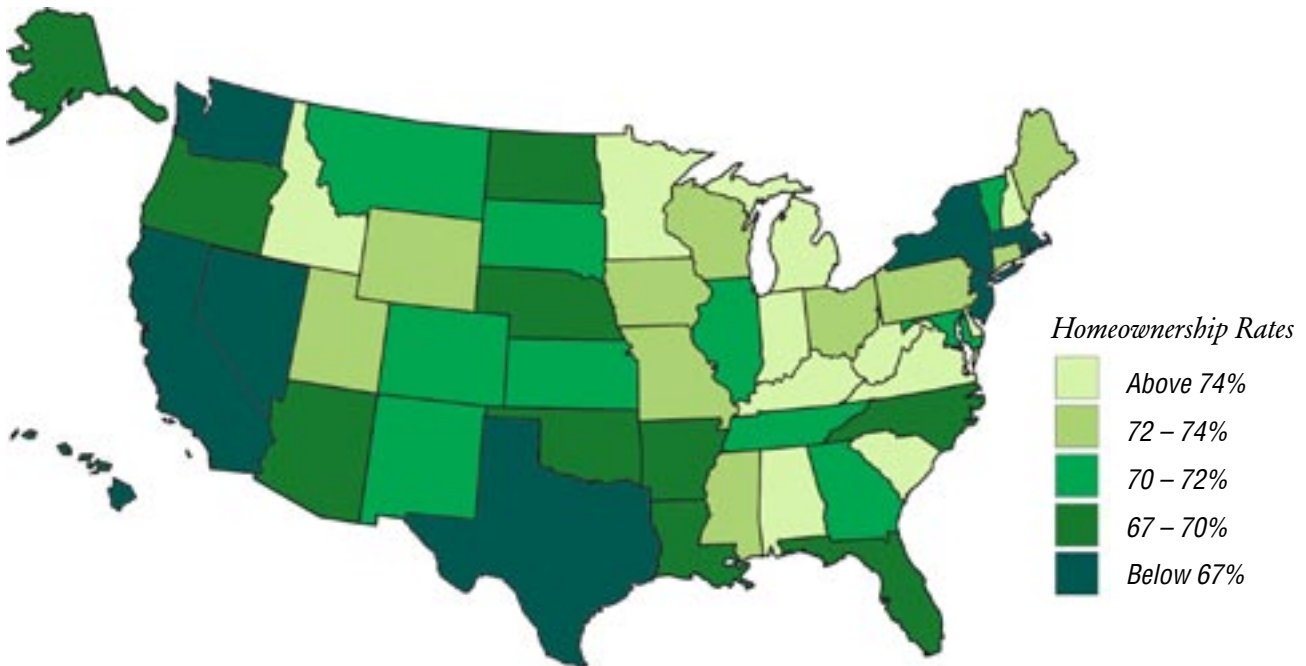 Homeownership Rates
Above 74%
72 – 74%
70 – 72%
67 – 70%
Below 67%